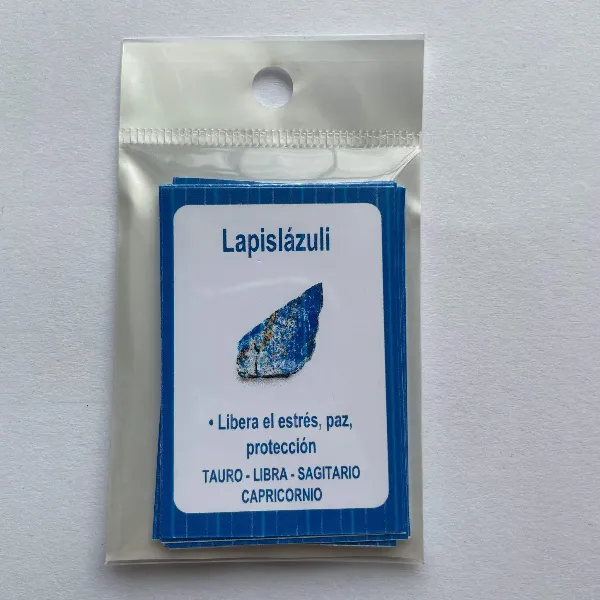 Lapislázuli
• Libera el estrés, paz,
protección
TAURO - LIBRA - SAGITARIO
CAPRICORNIO